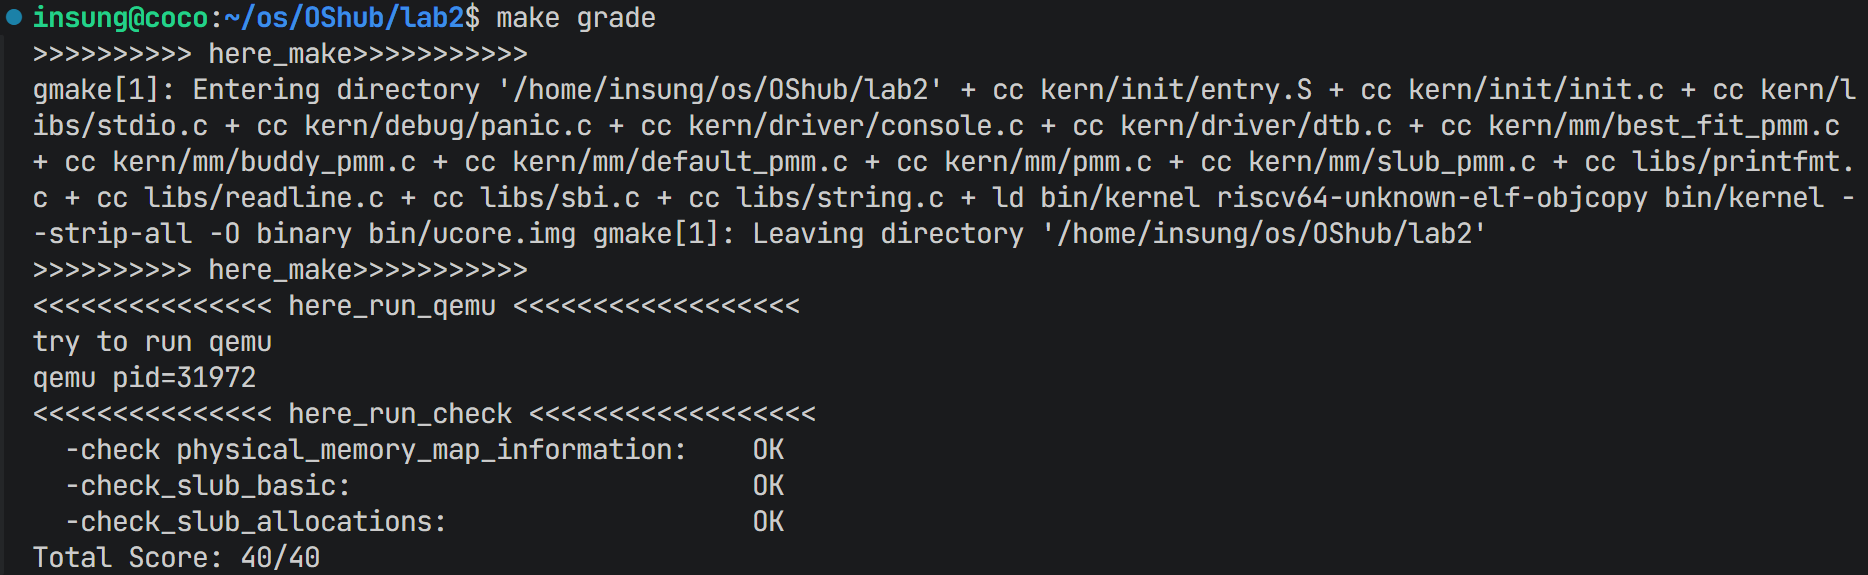 insung@coco:~/os/OShub/lab2$ make grade
>>>>>>>>>> here_make>>>>>>>>>>>
gmake[1]: Entering directory '/home/insung/os/OShub/lab2' + cc kern/init/entry.S + cc kern/init/init.c + cc kern/l
ibs/stdio.c + cc kern/debug/panic.c + cc kern/driver/console.c + cc kern/driver/dtb.c + cc kern/mm/best_fit_pmm.c
+ cc kern/mm/buddy_pmm.c + cc kern/mm/default_pmm.c + cc kern/mm/pmm.c + cc kern/mm/slub_pmm.c + cc libs/printfmt.
c + cc libs/readline.c + cc libs/sbi.c + cc libs/string.c + ld bin/kernel riscv64-unknown-elf-objcopy bin/kernel -
-strip-all -O binary bin/ucore.img gmake[1]: Leaving directory '/home/insung/os/OShub/lab2'
>>>>>>>>>> here_make>>>>>>>>>>>
<<<<<<<<<<<<<<< here_run_qemu <<<<<<<<<<<<<<<<<<
try to run qemu
qemu pid=31972
<<<<<<<<<<<<<<< here_run_check <<<<<<<<<<<<<<<<<<
  -check physical_memory_map_information:    OK
  -check_slub_basic:                         OK
  -check_slub_allocations:                   OK
Total Score: 40/40